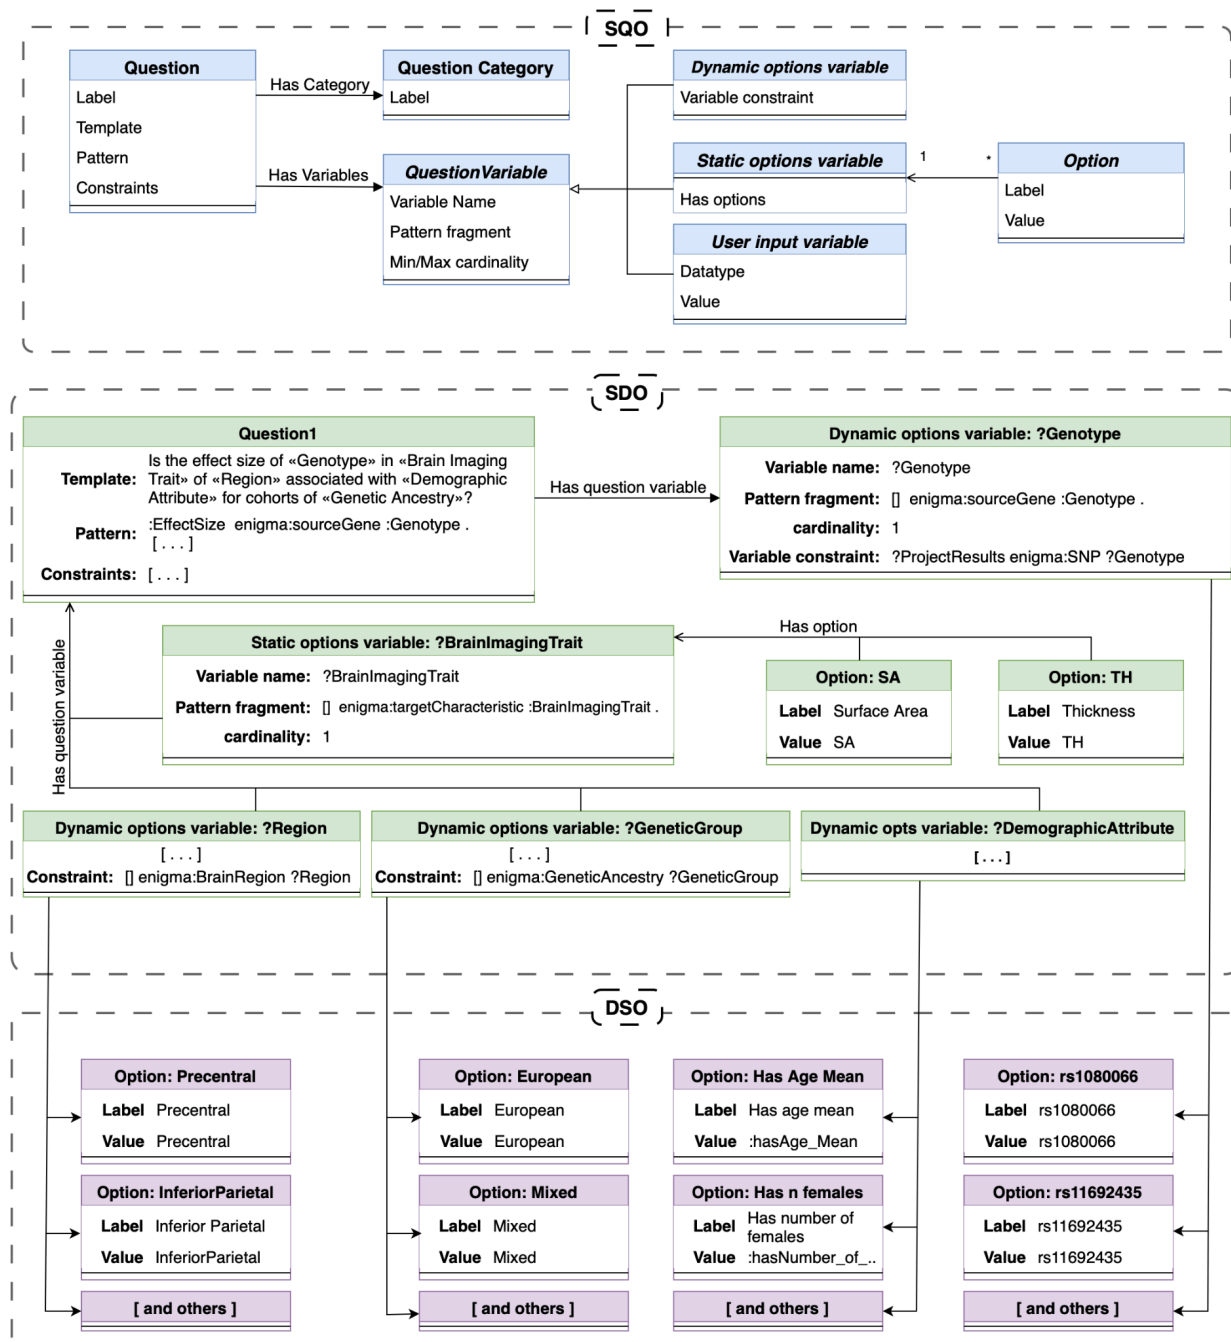 SQO
Question
Label
Template
Pattern
Constraints
Has Category
Has Variables
Question Category
Label
QuestionVariable
Variable Name
Pattern fragment
Min/Max cardinality
Dynamic options variable
Variable constraint
Static options variable
Has options
User input variable
Datatype
Value
1
*
Option
Label
Value
SDO
Question1
Template: Is the effect size of «Genotype» in «Brain Imaging
Trait» of «Region» associated with «Demographic
Attribute» for cohorts of «Genetic Ancestry»?
Pattern: :EffectSize enigma:sourceGene :Genotype .
[ . . . ]
Constraints: [ . . . ]
Has question variable
Dynamic options variable: ?Genotype
Variable name: ?Genotype
Pattern fragment: [] enigma:sourceGene :Genotype .
cardinality: 1
Variable constraint: ?ProjectResults enigma:SNP ?Genotype
Has question variable
Static options variable: ?BrainImagingTrait
Variable name: ?BrainImagingTrait
Pattern fragment: [] enigma:targetCharacteristic :BrainImagingTrait .
cardinality: 1
Has option
Option: SA
Label Surface Area
Value SA
Option: TH
Label Thickness
Value TH
Dynamic options variable: ?Region
[ . . . ]
Constraint: [] enigma:BrainRegion ?Region
Dynamic options variable: ?GeneticGroup
[ . . . ]
Constraint: [] enigma:GeneticAncestry ?GeneticGroup
Dynamic opts variable: ?DemographicAttribute
[ . . . ]
DSO
Option: Precentral
Label Precentral
Value Precentral
Option: InferiorParietal
Label Inferior Parietal
Value InferiorParietal
[ and others ]
Option: European
Label European
Value European
Option: Mixed
Label Mixed
Value Mixed
[ and others ]
Option: Has Age Mean
Label Has age mean
Value :hasAge_Mean
Option: Has n females
Label Has number of
females
Value :hasNumber_of_..
[ and others ]
Option: rs1080066
Label rs1080066
Value rs1080066
Option: rs11692435
Label rs11692435
Value rs11692435
[ and others ]